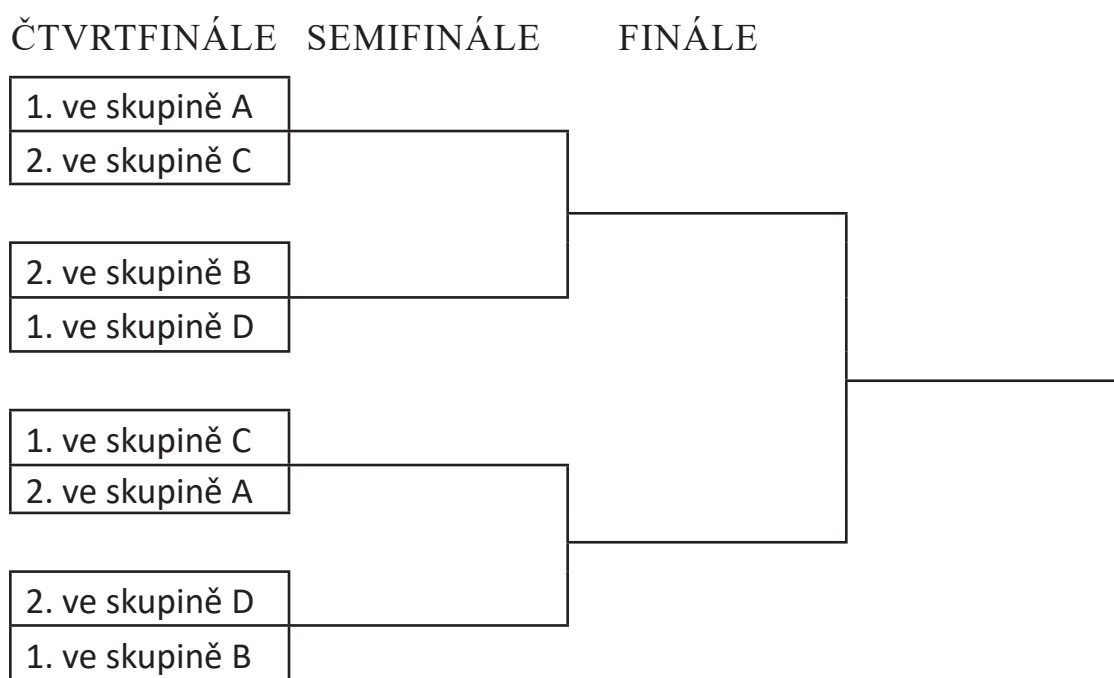 ČTVRTFINÁLE SEMIFINÁLE FINÁLE
1. ve skupině A
2. ve skupině C
2. ve skupině B
1. ve skupině D
1. ve skupině C
2. ve skupině A
2. ve skupině D
1. ve skupině B